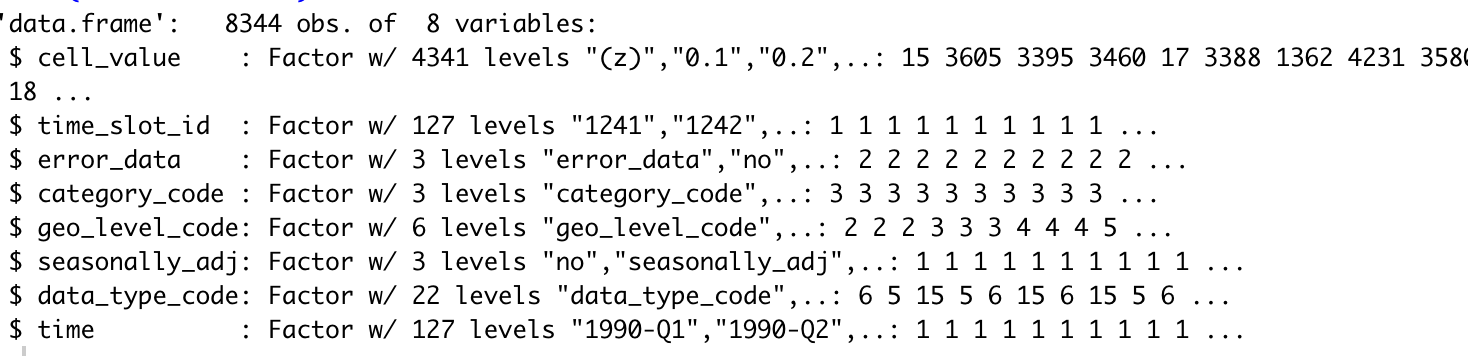 'data.frame':   8344 obs. of  8 variables:
 $ cell_value    : Factor w/ 4341 levels "(z)","0.1","0.2",..: 15 3605 3395 3460 17 3388 1362 4231 3580
18 ...
 $ time_slot_id  : Factor w/ 127 levels "1241","1242",..: 1 1 1 1 1 1 1 1 1 1 ...
 $ error_data    : Factor w/ 3 levels "error_data","no",..: 2 2 2 2 2 2 2 2 2 2 ...
 $ category_code : Factor w/ 3 levels "category_code",..: 3 3 3 3 3 3 3 3 3 3 ...
 $ geo_level_code: Factor w/ 6 levels "geo_level_code",..: 2 2 2 3 3 3 4 4 4 5 ...
 $ seasonally_adj: Factor w/ 3 levels "no","seasonally_adj",..: 1 1 1 1 1 1 1 1 1 1 ...
 $ data_type_code: Factor w/ 22 levels "data_type_code",..: 6 5 15 5 6 15 6 15 5 6 ...
 $ time          : Factor w/ 127 levels "1990-Q1","1990-Q2",..: 1 1 1 1 1 1 1 1 1 1 ...